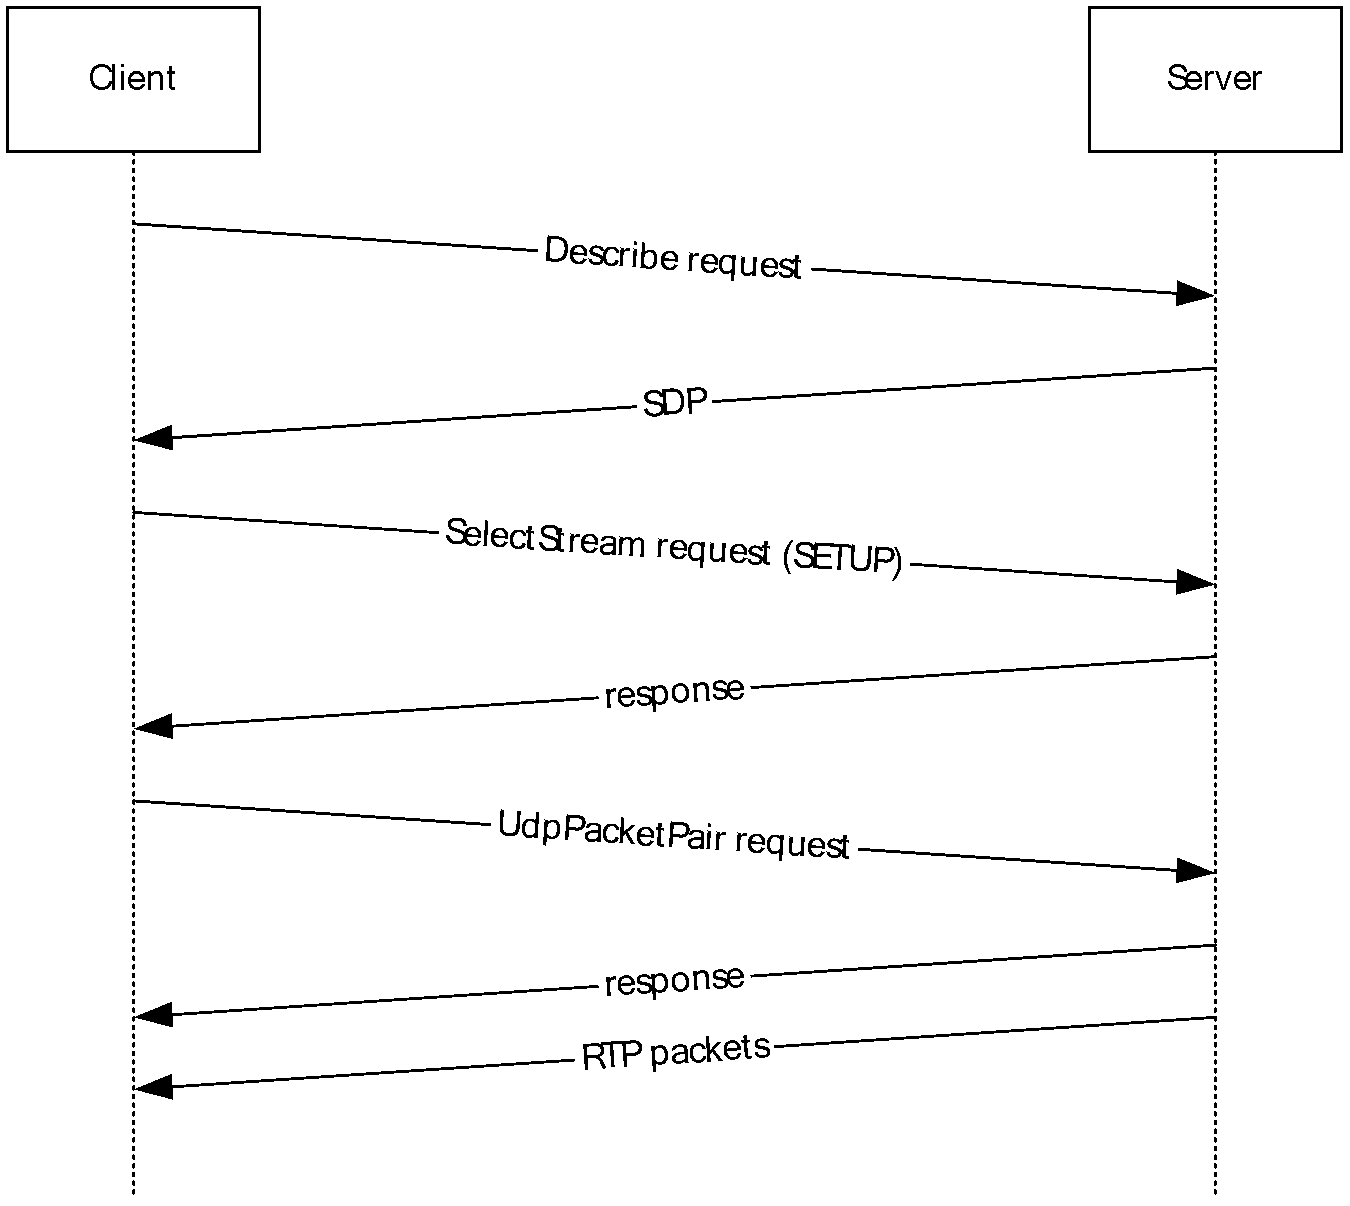 Client
Server
Describe request
SDP
SelectStream request (SETUP)
response
UdpPacketPair request
response
RTP packets